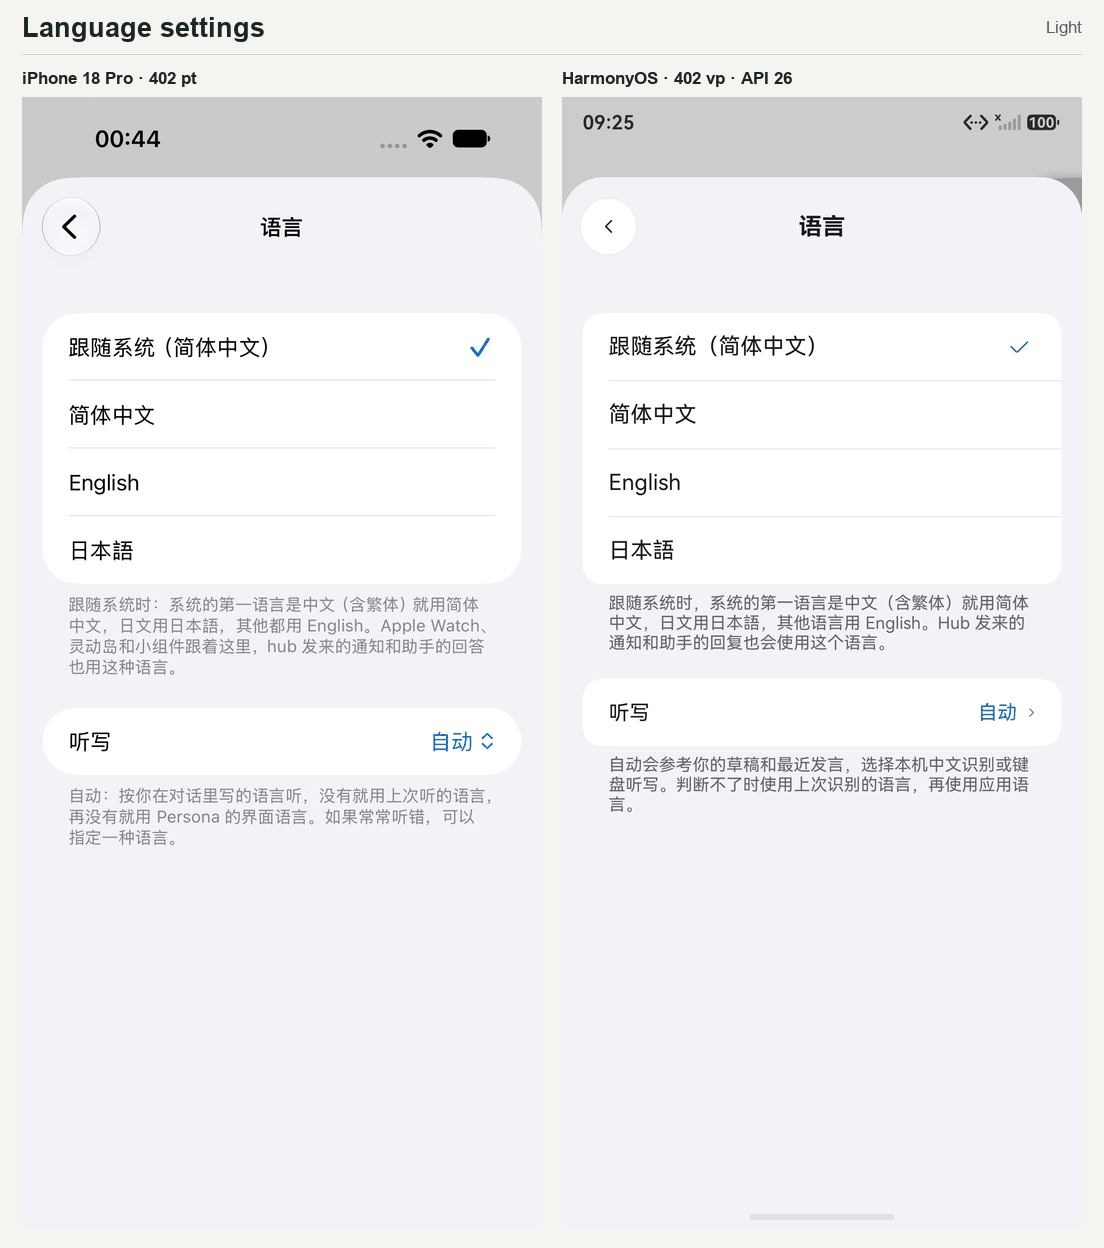 Language settings
Light
iPhone 18 Pro · 402 pt
00:44
语言
跟随系统（简体中文）
简体中文
English
日本語
跟随系统时：系统的第一语言是中文（含繁体）就用简体
中文，日文用日本語，其他都用 English。Apple Watch、
灵动岛和小组件跟着这里，hub 发来的通知和助手的回答
也用这种语言。
听写
自动
自动：按你在对话里写的语言听，没有就用上次听的语言，
再没有就用 Persona 的界面语言。如果常常听错，可以
指定一种语言。
HarmonyOS · 402 vp · API 26
09:25
100
语言
跟随系统（简体中文）
简体中文
English
日本語
跟随系统时，系统的第一语言是中文（含繁体）就用简体
中文，日文用日本語，其他语言用 English。Hub 发来的
通知和助手的回复也会使用这个语言。
听写
自动
自动会参考你的草稿和最近发言，选择本机中文识别或键
盘听写。判断不了时使用上次识别的语言，再使用应用语
言。